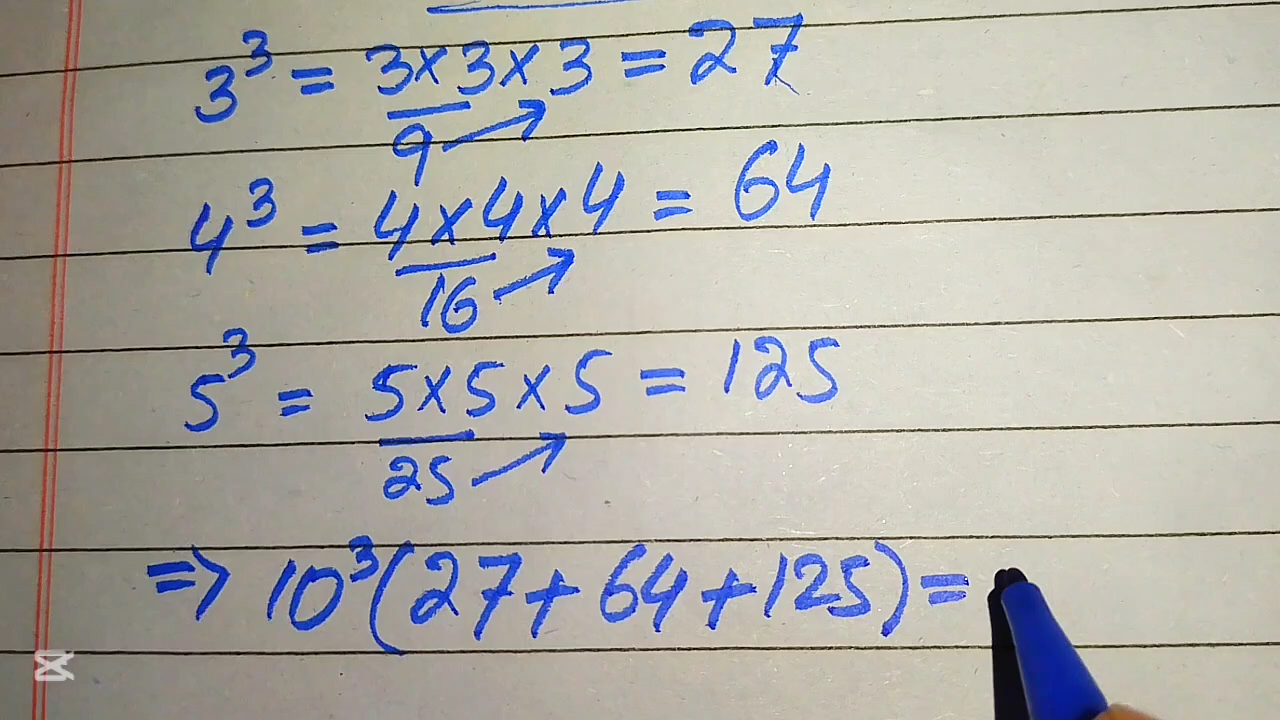 3³ = 3×3×3 = 27
9
4³ = 4×4×4 = 64
16
5³ = 5×5×5 = 125
25
⇒ 10³(27+64+125)=